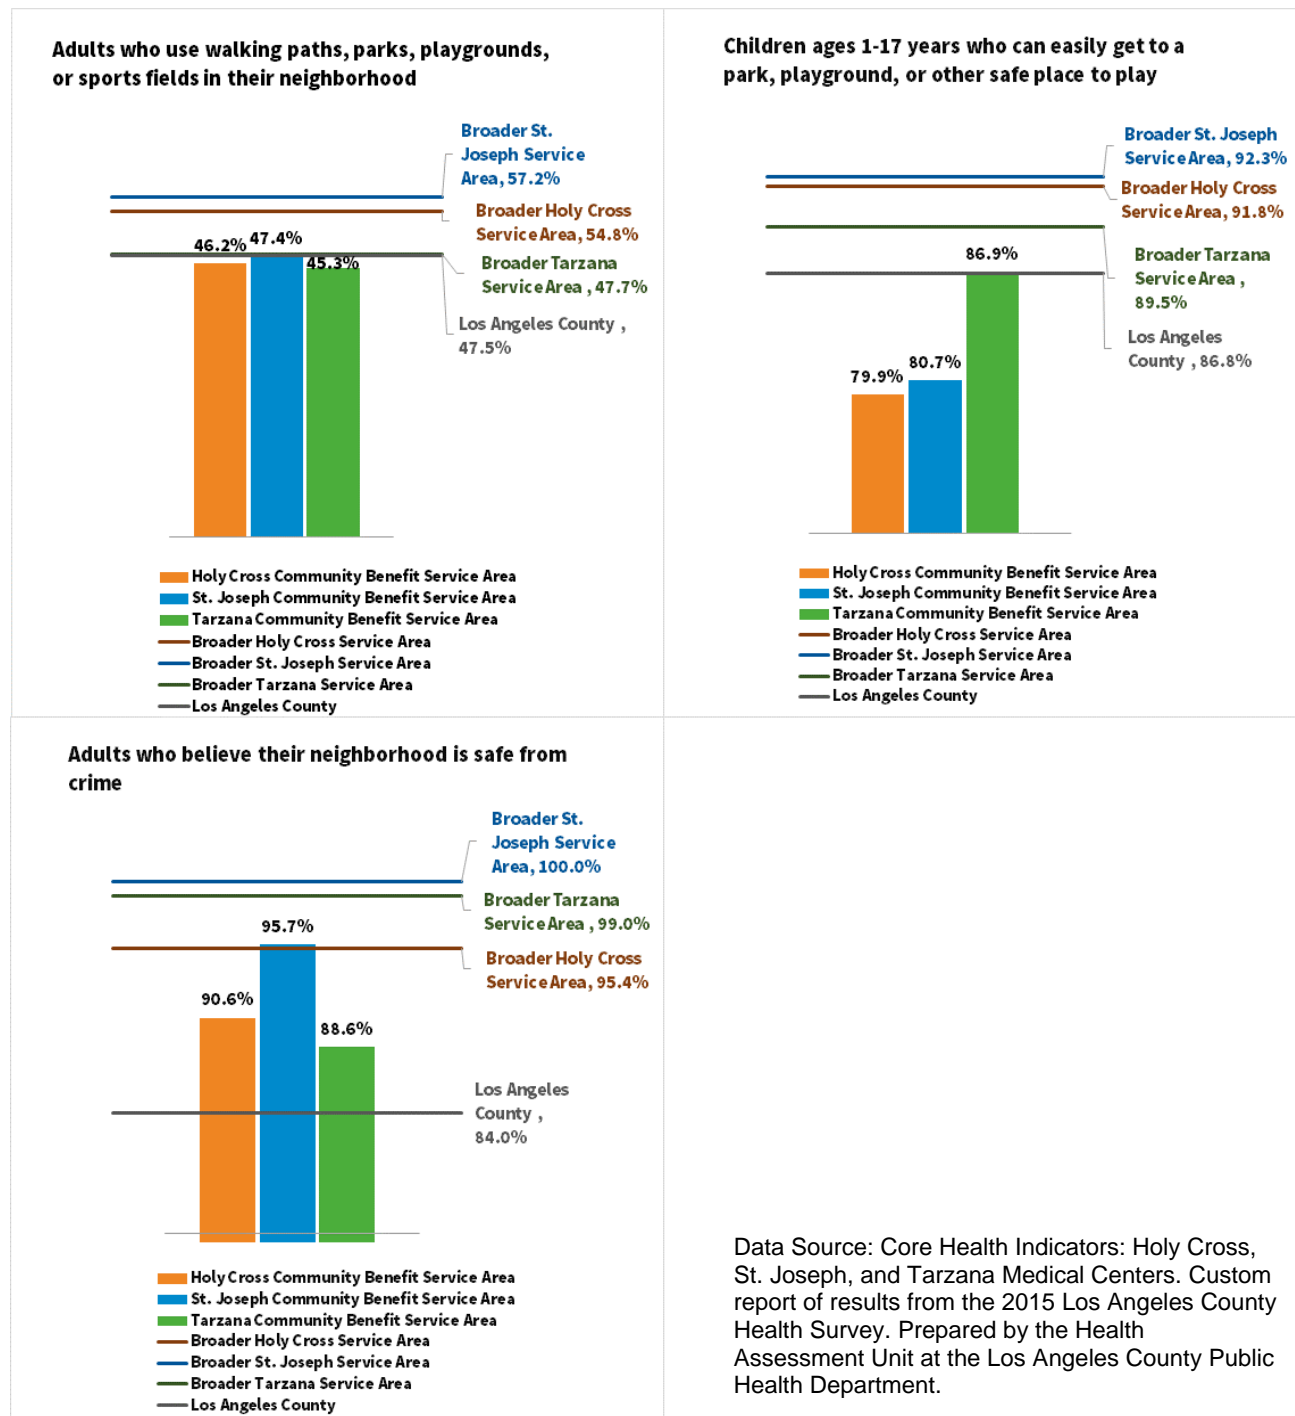 Adults who use walking paths, parks, playgrounds,
or sports fields in their neighborhood
Broader St.
Joseph Service
Area, 57.2%
Broader Holy Cross
Service Area, 54.8%
Broader Tarzana
Service Area , 47.7%
Los Angeles County ,
47.5%
46.2%
47.4%
45.3%
Holy Cross Community Benefit Service Area
St. Joseph Community Benefit Service Area
Tarzana Community Benefit Service Area
Broader Holy Cross Service Area
Broader St. Joseph Service Area
Broader Tarzana Service Area
Los Angeles County
Children ages 1-17 years who can easily get to a
park, playground, or other safe place to play
Broader St. Joseph
Service Area, 92.3%
Broader Holy Cross
Service Area, 91.8%
Broader Tarzana
Service Area ,
89.5%
Los Angeles
County , 86.8%
79.9%
80.7%
86.9%
Holy Cross Community Benefit Service Area
St. Joseph Community Benefit Service Area
Tarzana Community Benefit Service Area
Broader Holy Cross Service Area
Broader St. Joseph Service Area
Broader Tarzana Service Area
Los Angeles County
Adults who believe their neighborhood is safe from
crime
Broader St.
Joseph Service
Area, 100.0%
Broader Tarzana
Service Area , 99.0%
Broader Holy Cross
Service Area, 95.4%
Los Angeles
County ,
84.0%
90.6%
95.7%
88.6%
Holy Cross Community Benefit Service Area
St. Joseph Community Benefit Service Area
Tarzana Community Benefit Service Area
Broader Holy Cross Service Area
Broader St. Joseph Service Area
Broader Tarzana Service Area
Los Angeles County
Data Source: Core Health Indicators: Holy Cross,
St. Joseph, and Tarzana Medical Centers. Custom
report of results from the 2015 Los Angeles County
Health Survey. Prepared by the Health
Assessment Unit at the Los Angeles County Public
Health Department.